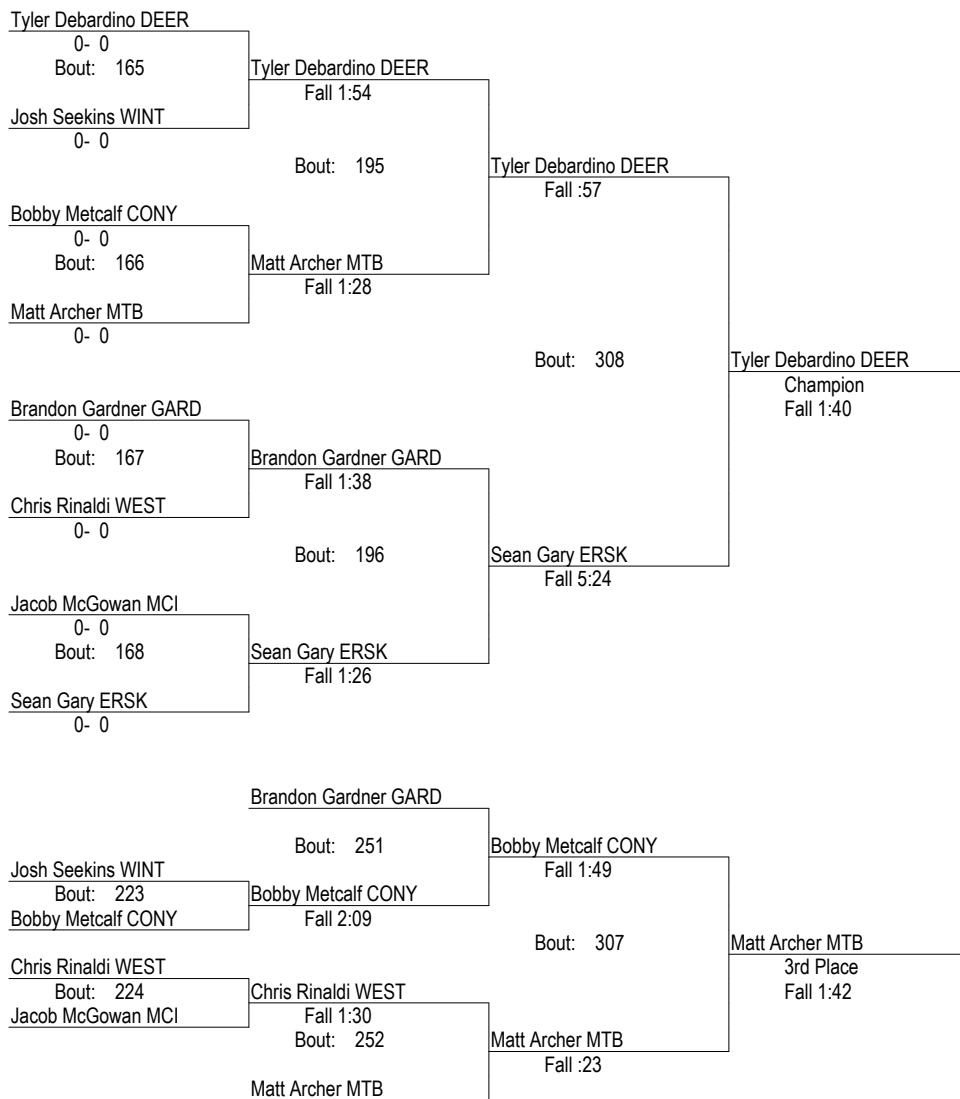 Tyler Debardino DEER
0- 0
Bout: 165
Tyler Debardino DEER
Fall 1:54
Josh Seekins WINT
0- 0
Bout: 195
Tyler Debardino DEER
Fall :57
Bobby Metcalf CONY
0- 0
Bout: 166
Matt Archer MTB
Fall 1:28
Matt Archer MTB
0- 0
Bout: 308
Tyler Debardino DEER
Champion
Fall 1:40
Brandon Gardner GARD
0- 0
Bout: 167
Brandon Gardner GARD
Fall 1:38
Chris Rinaldi WEST
0- 0
Bout: 196
Sean Gary ERSK
Fall 5:24
Jacob McGowan MCI
0- 0
Bout: 168
Sean Gary ERSK
Fall 1:26
Sean Gary ERSK
0- 0
Brandon Gardner GARD
Bout: 251
Bobby Metcalf CONY
Fall 1:49
Josh Seekins WINT
Bout: 223
Bobby Metcalf CONY
Bobby Metcalf CONY
Fall 2:09
Bout: 307
Matt Archer MTB
3rd Place
Fall 1:42
Chris Rinaldi WEST
Bout: 224
Jacob McGowan MCI
Chris Rinaldi WEST
Fall 1:30
Bout: 252
Matt Archer MTB
Fall :23
Matt Archer MTB